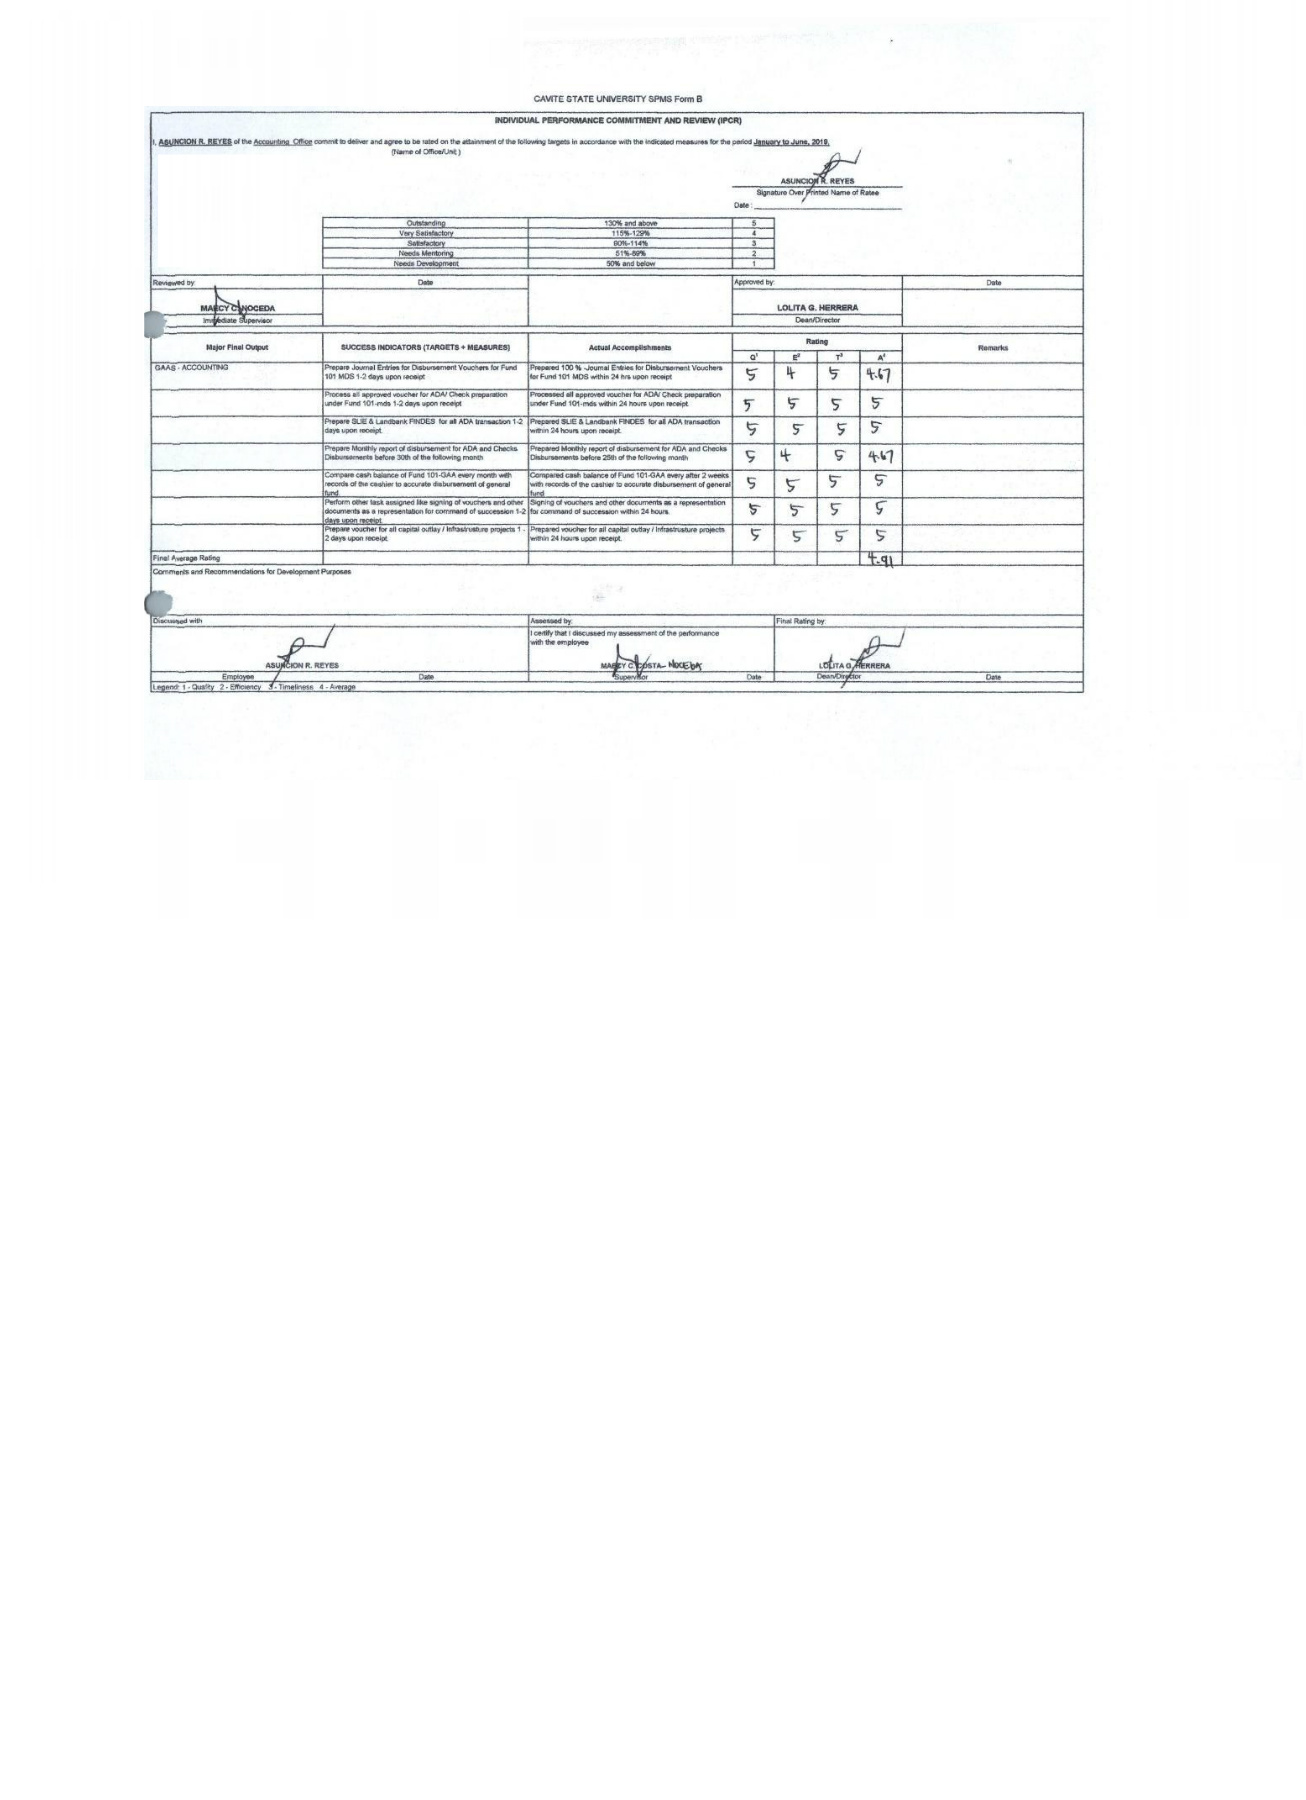 CAVITE STATE UNIVERSITY SPMS Form B
INDIVIDUAL PERFORMANCE COMMITMENT AND REVIEW (IPCR)
I, ASUNCION R. REYES of the Accounting Office commit to deliver and agree to be rated on the attainment of the following targets in accordance with the indicated measures for the period January to June, 2018.
(Name of Office/Unit )
ASUNCION R. REYES
Signature Over Printed Name of Ratee
Date :
Outstanding 130% and above 5
Very Satisfactory 115%-129% 4
Satisfactory 90%-114% 3
Needs Mentoring 51%-89% 2
Needs Development 50% and below 1
Reviewed by Date Approved by: Date
MARCY C. NOCEDA LOLITA G. HERRERA
Immediate Supervisor Dean/Director
Major Final Output SUCCESS INDICATORS (TARGETS + MEASURES) Actual Accomplishments Rating Remarks
Q1 E2 T3 A4
GAAS - ACCOUNTING Prepare Journal Entries for Disbursement Vouchers for Fund Prepared 100 % -Journal Entries for Disbursement Vouchers
101 MDS 1-2 days upon receipt for Fund 101 MDS within 24 hrs upon receipt 5 4 5 4.67
Process all approved voucher for ADA/ Check preparation Processed all approved voucher for ADA/ Check preparation
under Fund 101-mds 1-2 days upon receipt under Fund 101-mds within 24 hours upon receipt. 5 5 5 5
Prepare SLIE & Landbank FINDES for all ADA transaction 1-2 Prepared SLIE & Landbank FINDES for all ADA transaction
days upon receipt. within 24 hours upon receipt. 5 5 5 5
Prepare Monthly report of disbursement for ADA and Checks Prepared Monthly report of disbursement for ADA and Checks
Disbursements before 30th of the following month Disbursements before 25th of the following month 5 4 5 4.67
Compare cash balance of Fund 101-GAA every month with Compared cash balance of Fund 101-GAA every after 2 weeks
records of the cashier to accurate disbursement of general with records of the cashier to accurate disbursement of general 5 5 5 5
fund. fund
Perform other task assigned like signing of vouchers and other Signing of vouchers and other documents as a representation
documents as a representation for command of succession 1-2 for command of succession within 24 hours. 5 5 5 5
days upon receipt.
Prepare voucher for all capital outlay / Infrastrusture projects 1 - Prepared voucher for all capital outlay / Infrastrusture projects
2 days upon receipt. within 24 hours upon receipt. 5 5 5 5
Final Average Rating 4.91
Comments and Recommendations for Development Purposes
Discussed with Assessed by: Final Rating by
I certify that I discussed my assessment of the performance
with the employee
ASUNCION R. REYES MARCY C. COSTA- NOCEDA LOLITA G. HERRERA
Employee Date Supervisor Date Dean/Director Date
Legend: 1 - Quality 2 - Efficiency 3 - Timeliness 4 - Average